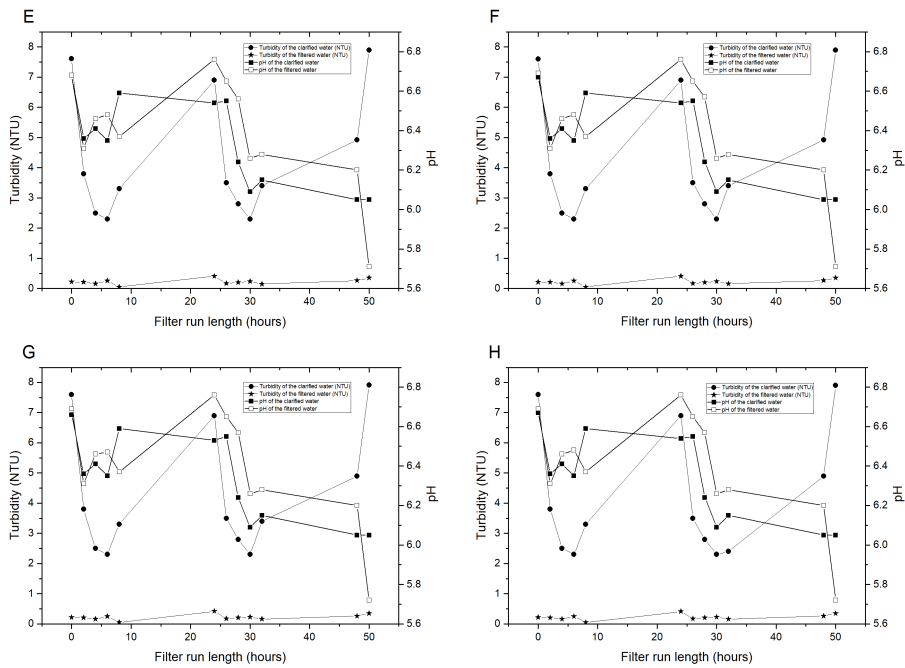 E
Turbidity of the clarified water (NTU)
Turbidity of the filtered water (NTU)
pH of the clarified water
pH of the filtered water
8
7
6
5
4
3
2
1
0
Turbidity (NTU)
6.8
6.6
6.4
6.2
6.0
5.8
5.6
pH
0 10 20 30 40 50
Filter run length (hours)
F
Turbidity of the clarified water (NTU)
Turbidity of the filtered water (NTU)
pH of the clarified water
pH of the filtered water
8
7
6
5
4
3
2
1
0
Turbidity (NTU)
6.8
6.6
6.4
6.2
6.0
5.8
5.6
pH
0 10 20 30 40 50
Filter run length (hours)
G
Turbidity of the clarified water (NTU)
Turbidity of the filtered water (NTU)
pH of the clarified water
pH of the filtered water
8
7
6
5
4
3
2
1
0
Turbidity (NTU)
6.8
6.6
6.4
6.2
6.0
5.8
5.6
pH
0 10 20 30 40 50
Filter run length (hours)
H
Turbidity of the clarified water (NTU)
Turbidity of the filtered water (NTU)
pH of the clarified water
pH of the filtered water
8
7
6
5
4
3
2
1
0
Turbidity (NTU)
6.8
6.6
6.4
6.2
6.0
5.8
5.6
pH
0 10 20 30 40 50
Filter run length (hours)